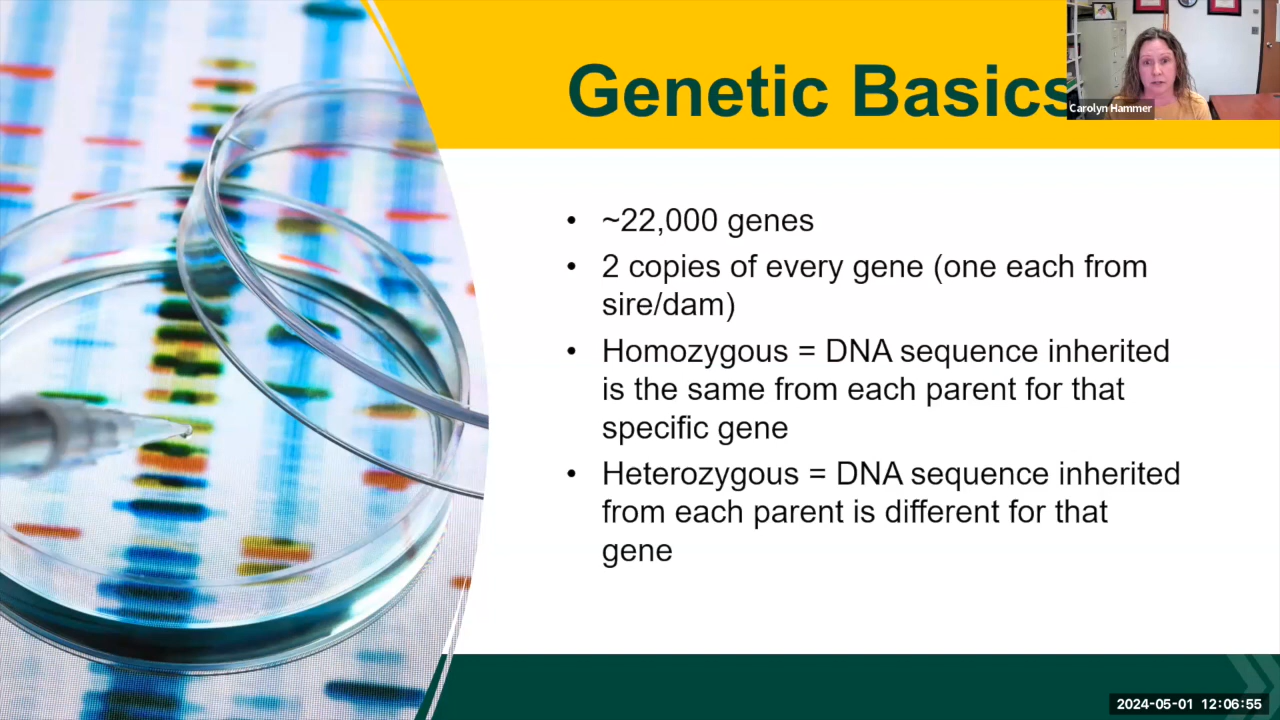 Genetic Basics
Carolyn Hammer
• ~22,000 genes
• 2 copies of every gene (one each from
sire/dam)
• Homozygous = DNA sequence inherited
is the same from each parent for that
specific gene
• Heterozygous = DNA sequence inherited
from each parent is different for that
gene
2024-05-01 12:06:55